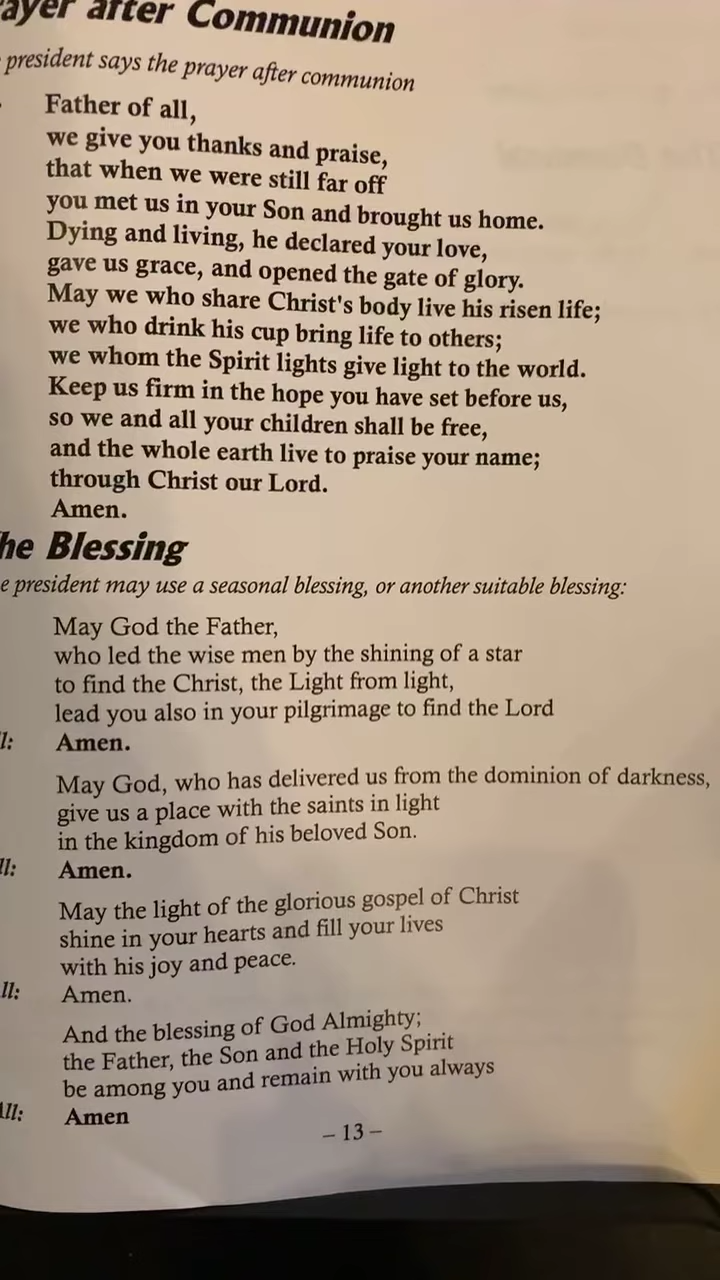 ayer after Communion
president says the prayer after communion
Father of all,
we give you thanks and praise,
that when we were still far off
you met us in your Son and brought us home.
Dying and living, he declared your love,
gave us grace, and opened the gate of glory.
May we who share Christ's body live his risen life;
we who drink his cup bring life to others;
we whom the Spirit lights give light to the world.
Keep us firm in the hope you have set before us,
so we and all your children shall be free,
and the whole earth live to praise your name;
through Christ our Lord.
Amen.
he Blessing
e president may use a seasonal blessing, or another suitable blessing:
May God the Father,
who led the wise men by the shining of a star
to find the Christ, the Light from light,
lead you also in your pilgrimage to find the Lord
l: Amen.
May God, who has delivered us from the dominion of darkness,
give us a place with the saints in light
in the kingdom of his beloved Son.
ll: Amen.
May the light of the glorious gospel of Christ
shine in your hearts and fill your lives
with his joy and peace.
ll: Amen.
And the blessing of God Almighty;
the Father, the Son and the Holy Spirit
be among you and remain with you always
All: Amen
– 13 –